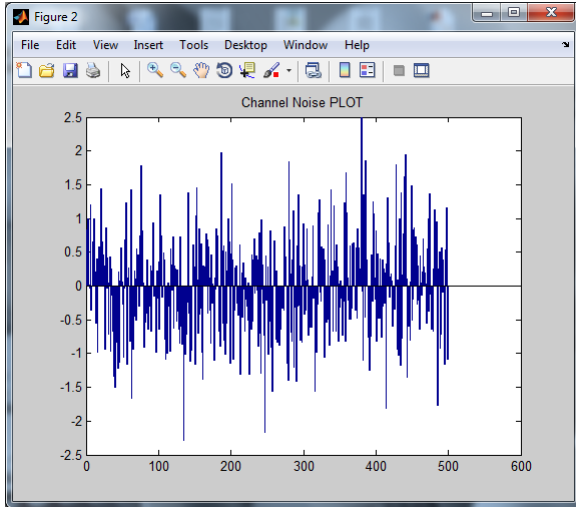 Figure 2
File Edit View Insert Tools Desktop Window Help
Channel Noise PLOT
2.5
2
1.5
1
0.5
0
-0.5
-1
-1.5
-2
-2.5
0 100 200 300 400 500 600